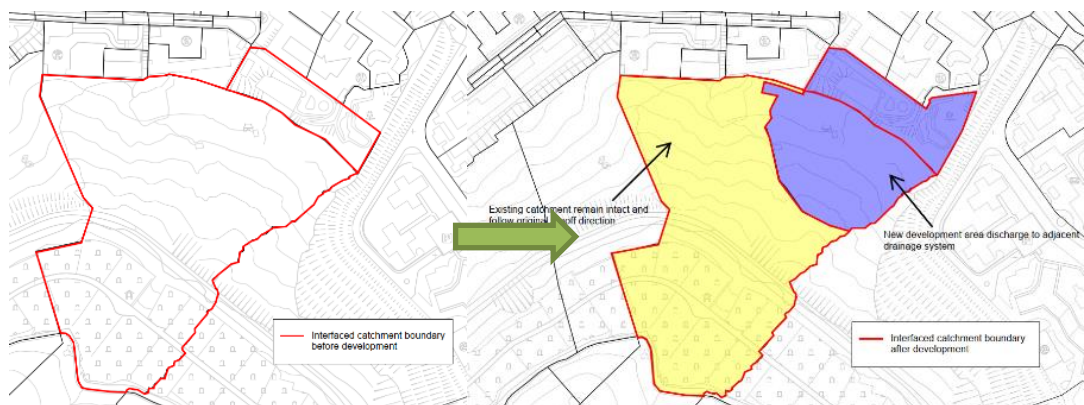 Interfaced catchment boundary
before development
Existing catchment remain intact and
follow original
off direction
New development area discharge to adjacent
drainage system
Interfaced catchment boundary
after development